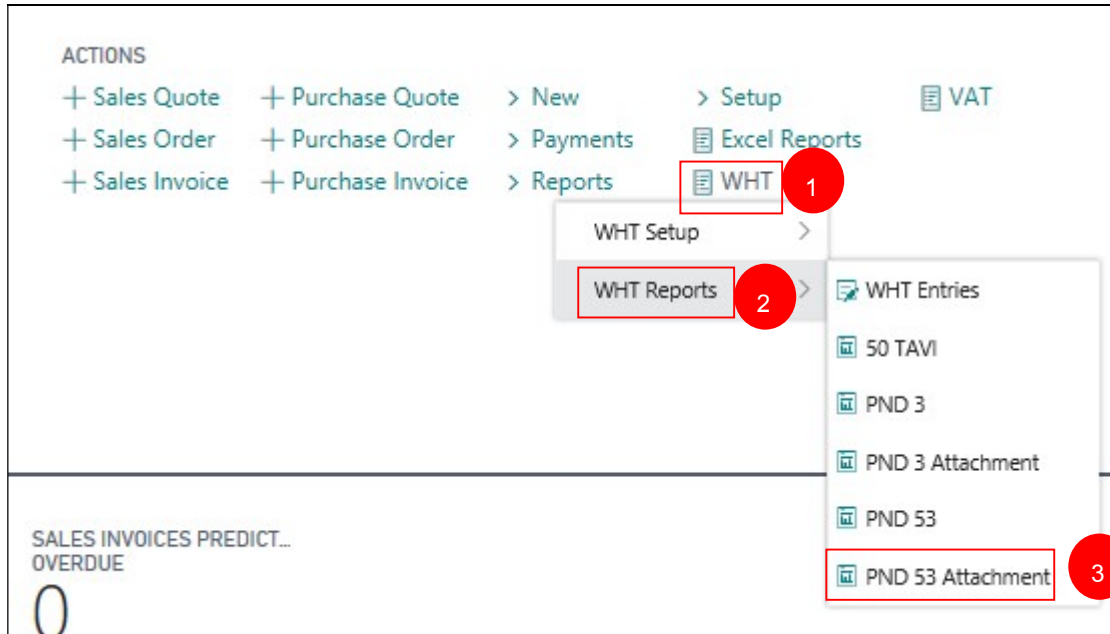 ACTIONS
+ Sales Quote + Purchase Quote > New > Setup VAT
+ Sales Order + Purchase Order > Payments Excel Reports
+ Sales Invoice + Purchase Invoice > Reports WHT 1
WHT Setup >
WHT Reports 2 > WHT Entries
50 TAVI
PND 3
PND 3 Attachment
PND 53
PND 53 Attachment 3
SALES INVOICES PREDICT...
OVERDUE
0